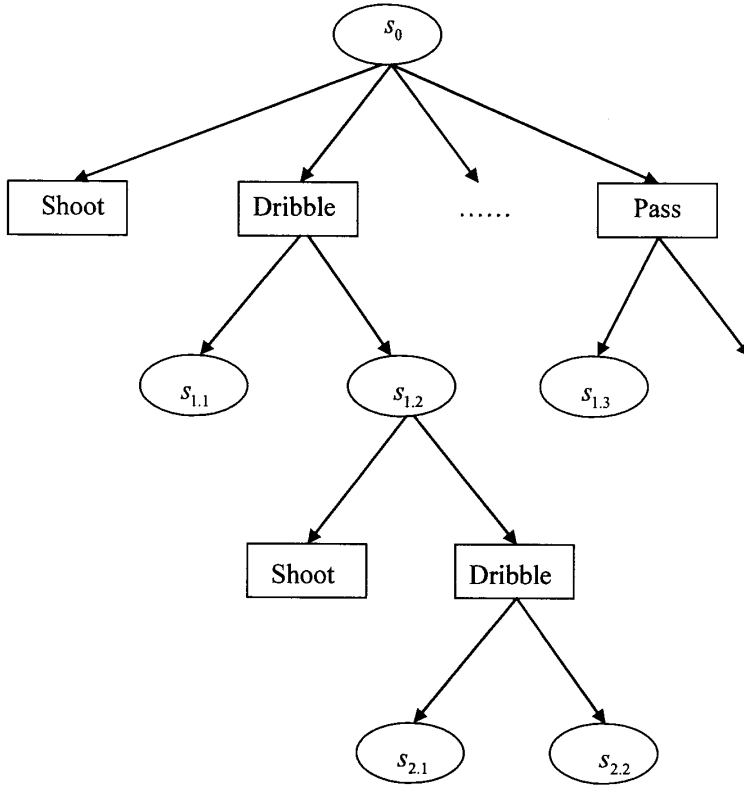 s₀
Shoot
Dribble
......
Pass
s₁.₁
s₁.₂
s₁.₃
Shoot
Dribble
s₂.₁
s₂.₂